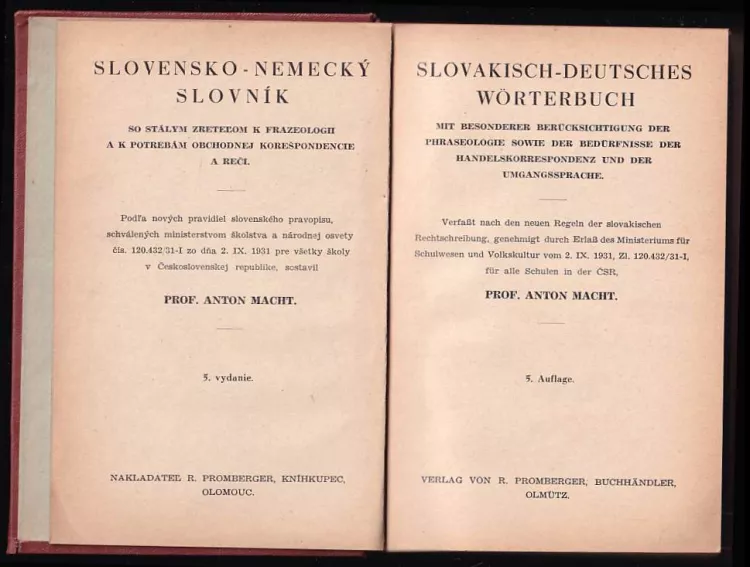 SLOVENSKO-NEMECKÝ
SLOVNÍK
SO STÁLYM ZRETEĽOM K FRAZEOLOGII
A K POTREBÁM OBCHODNEJ KOREŠPONDENCIE
A REČI.
Podľa nových pravidiel slovenského pravopisu,
schválených ministerstvom školstva a národnej osvety
čís. 120.432/31-I zo dňa 2. IX. 1931 pre všetky školy
v Československej republike, sostavil
PROF. ANTON MACHT.
5. vydanie.
NAKLADATEĽ R. PROMBERGER, KNÍHKUPEC,
OLOMOUC.
SLOVAKISCH-DEUTSCHES
WÖRTERBUCH
MIT BESONDERER BERÜCKSICHTIGUNG DER
PHRASEOLOGIE SOWIE DER BEDÜRFNISSE DER
HANDELSKORRESPONDENZ UND DER
UMGANGSSPRACHE.
Verfaßt nach den neuen Regeln der slovakischen
Rechtschreibung, genehmigt durch Erlaß des Ministeriums für
Schulwesen und Volkskultur vom 2. IX. 1931, Zl. 120.432/31-I,
für alle Schulen in der ČSR,
PROF. ANTON MACHT.
5. Auflage.
VERLAG VON R. PROMBERGER, BUCHHÄNDLER,
OLMÜTZ.